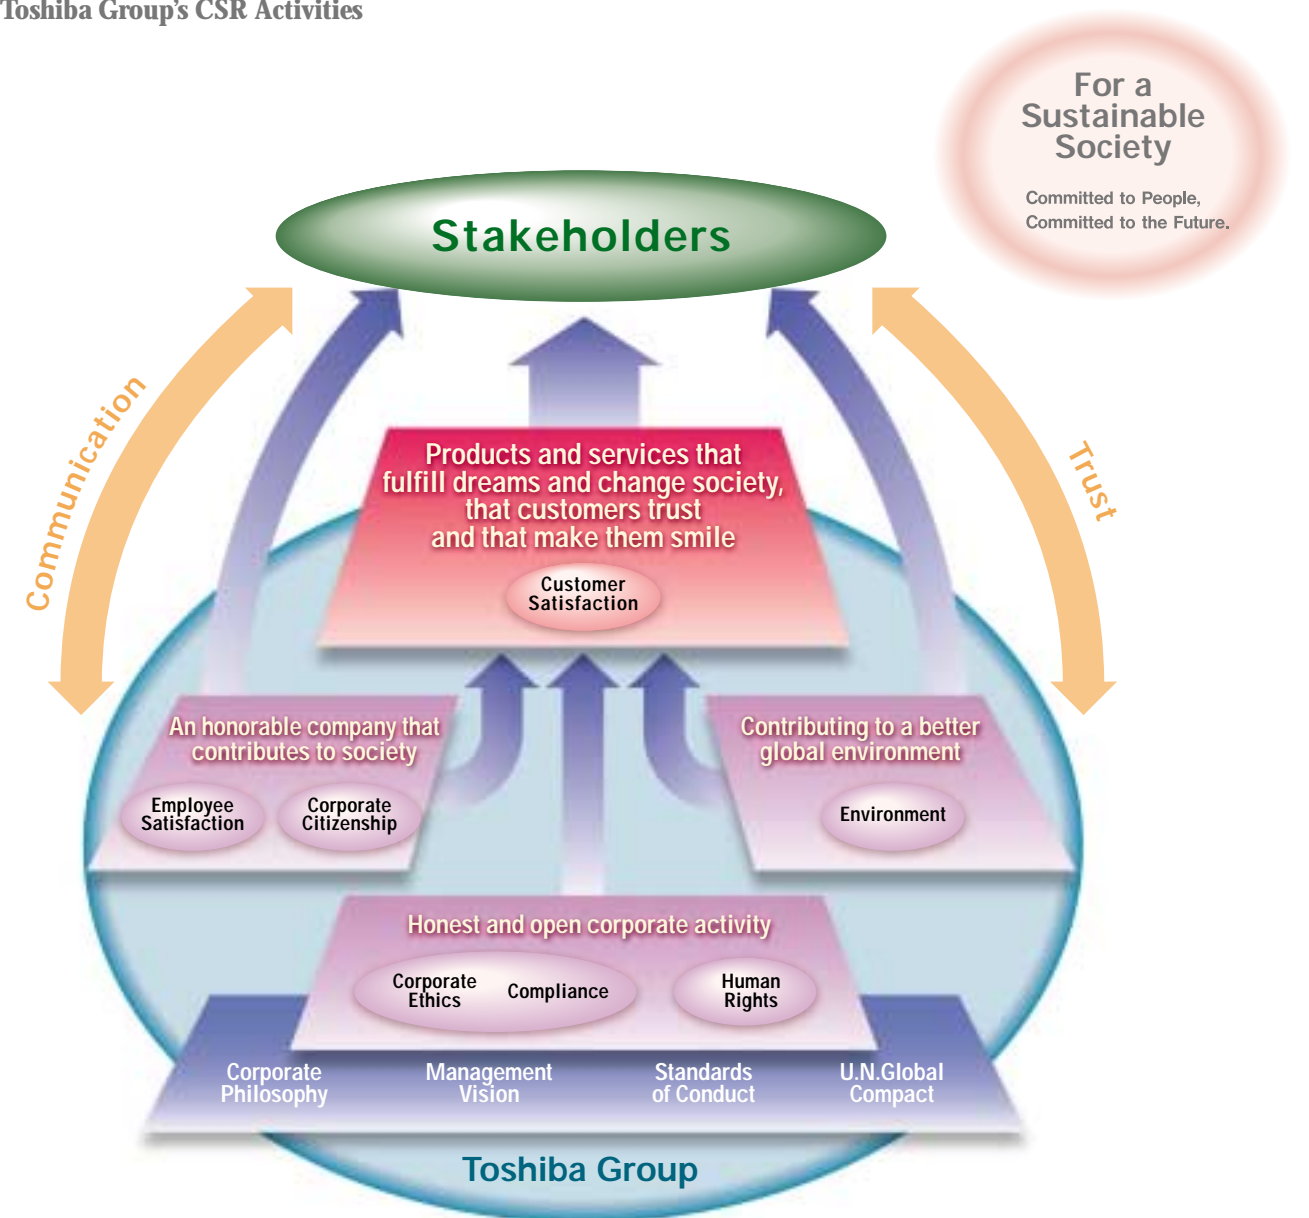 Toshiba Group's CSR Activities
For a
Sustainable
Society
Committed to People,
Committed to the Future.
Stakeholders
Communication
Trust
Products and services that
fulfill dreams and change society,
that customers trust
and that make them smile
Customer
Satisfaction
An honorable company that
contributes to society
Employee
Satisfaction
Corporate
Citizenship
Contributing to a better
global environment
Environment
Honest and open corporate activity
Corporate
Ethics
Compliance
Human
Rights
Corporate
Philosophy
Management
Vision
Standards
of Conduct
U.N.Global
Compact
Toshiba Group